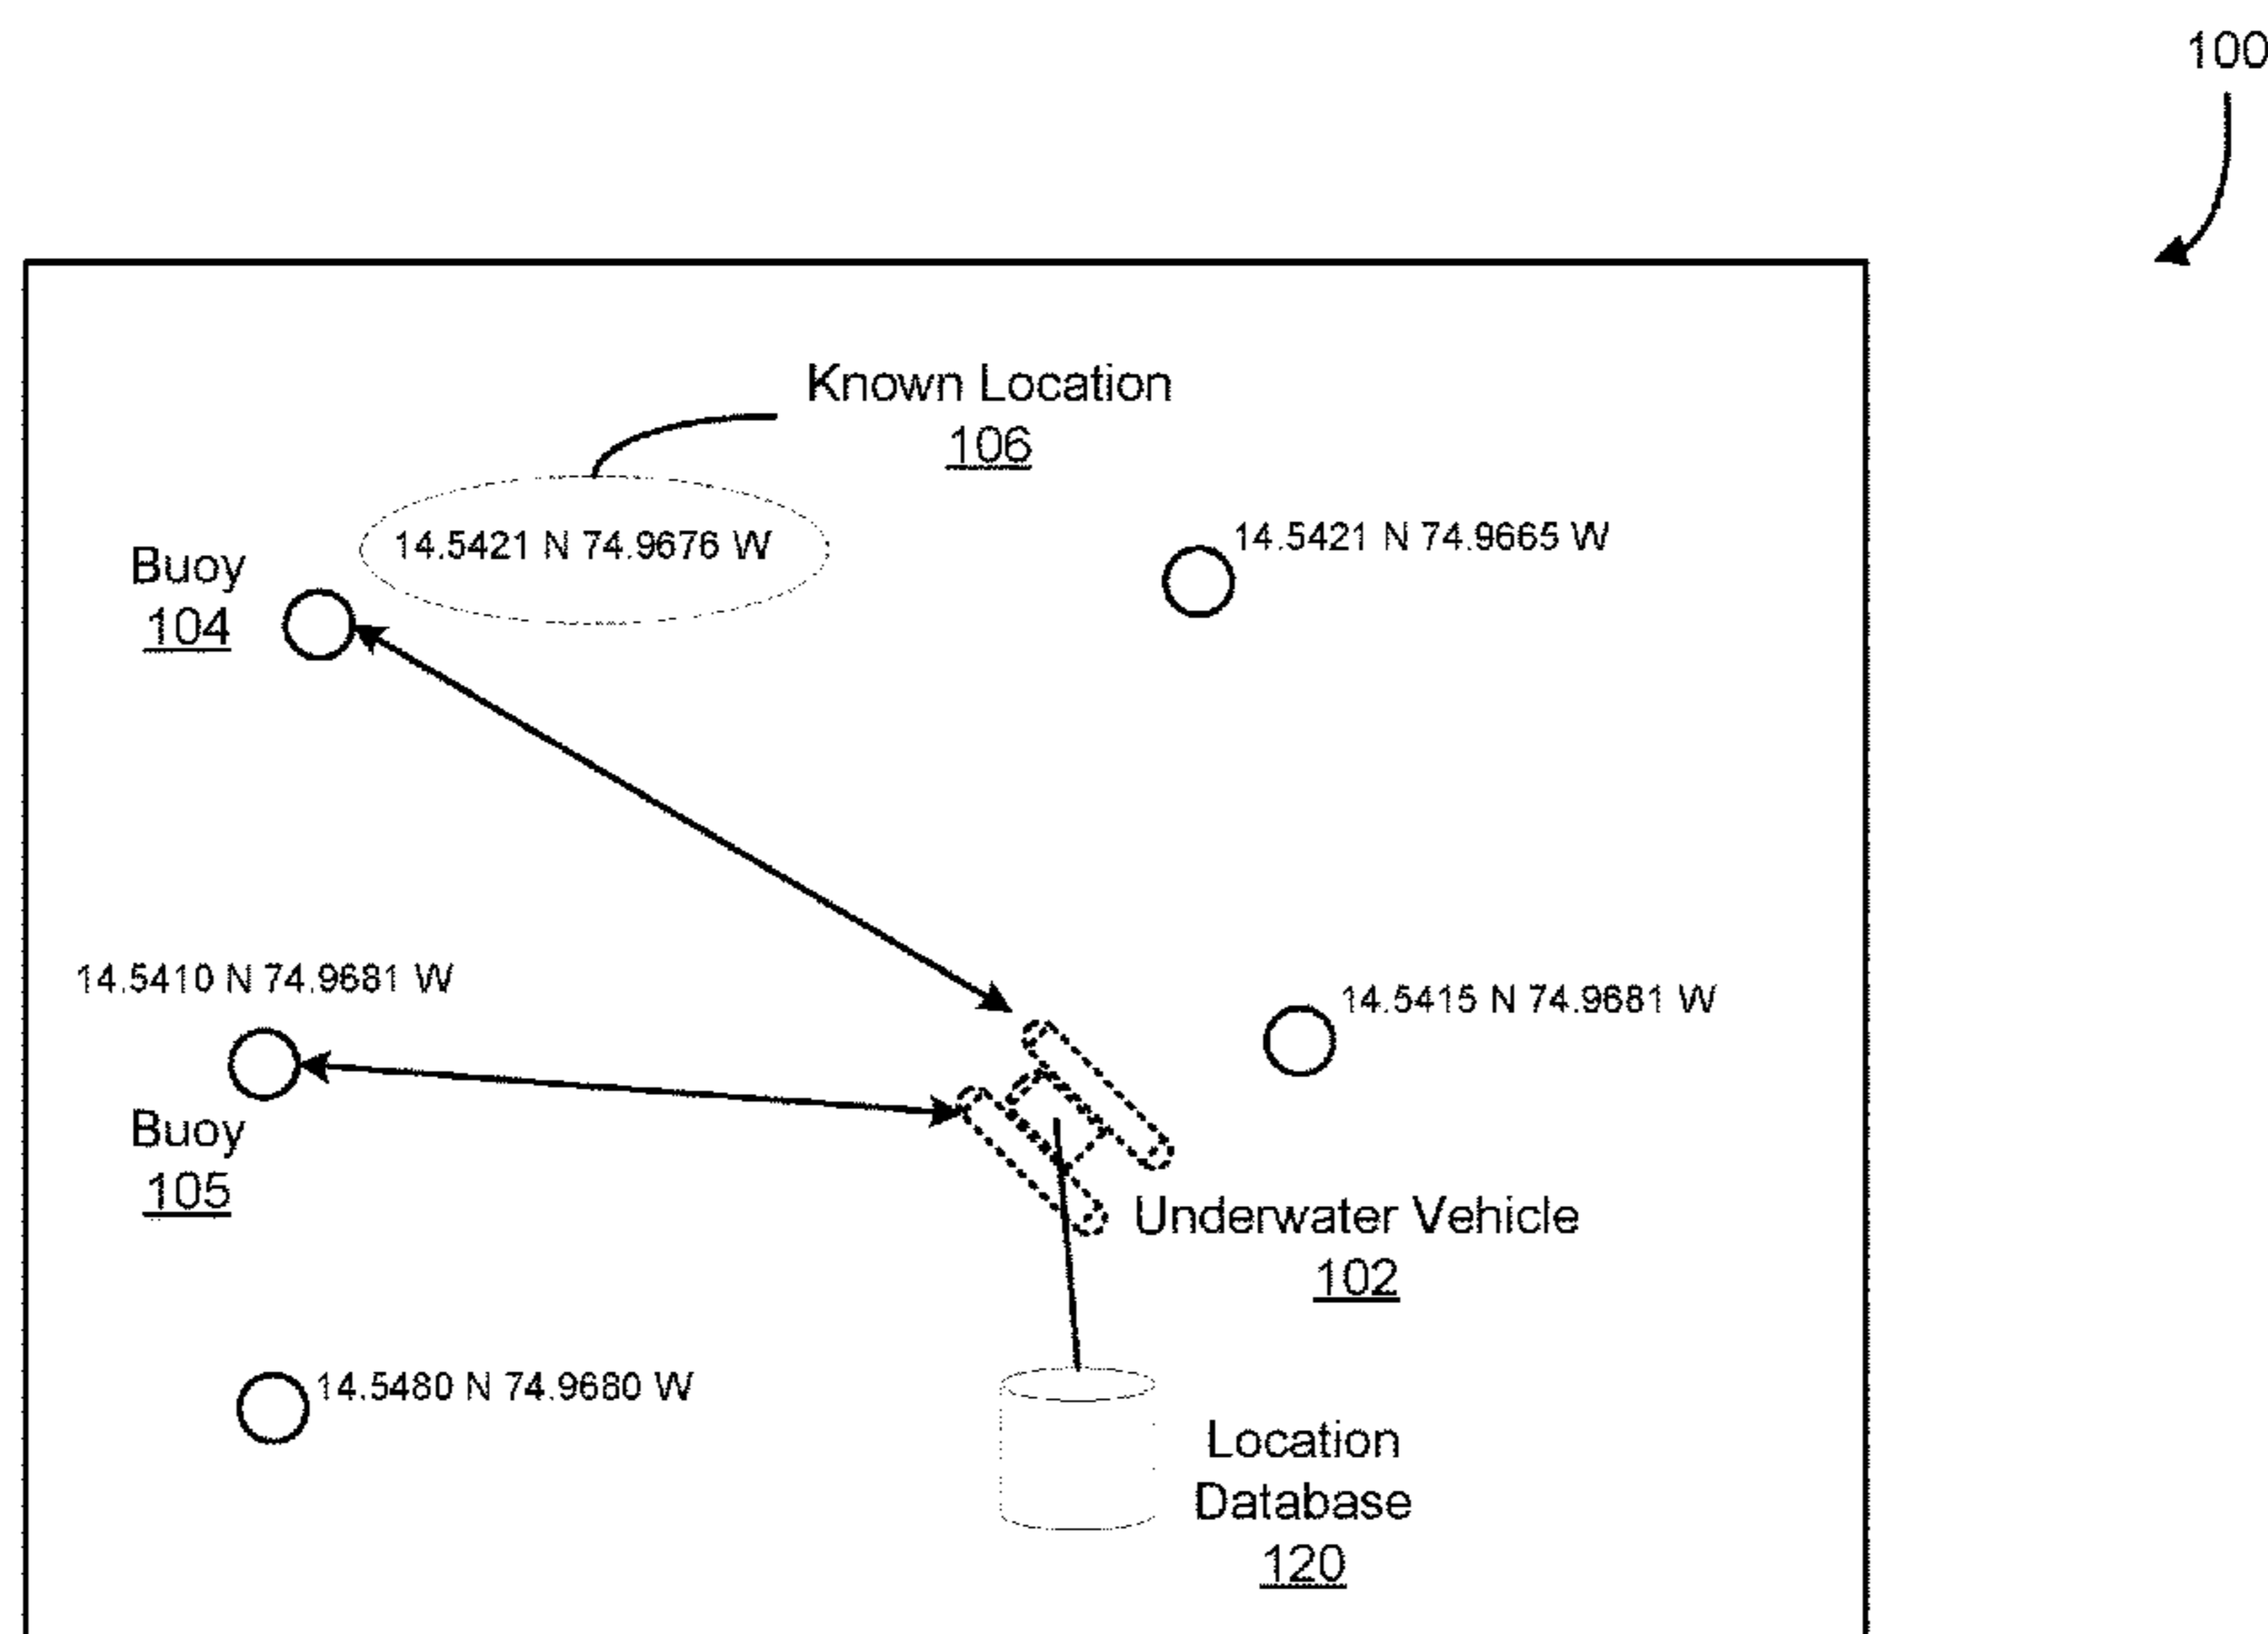 100
Known Location
106
14.5421 N 74.9676 W
14.5421 N 74.9665 W
Buoy
104
14.5410 N 74.9681 W
14.5415 N 74.9681 W
Buoy
105
Underwater Vehicle
102
14.5480 N 74.9680 W
Location
Database
120